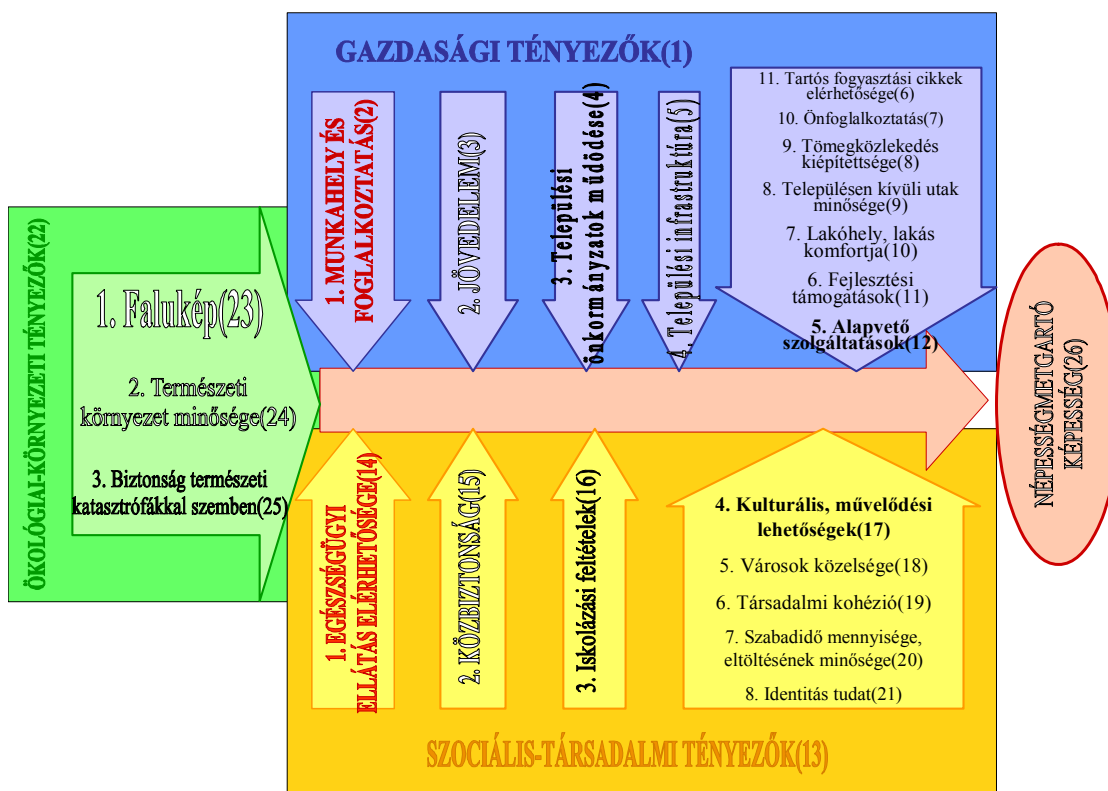 GAZDASÁGI TÉNYEZŐK(1)
1. MUNKAHELY ÉS
FOGLALKOZTATÁS(2)
2. JÖVEDELEM(3)
3. Települési
önkormányzatok műdödése(4)
4. Települési infrastruktúra(5)
11. Tartós fogyasztási cikkek
elérhetősége(6)
10. Önfoglalkoztatás(7)
9. Tömegközlekedés
kiépítettsége(8)
8. Településen kívüli utak
minősége(9)
7. Lakóhely, lakás
komfortja(10)
6. Fejlesztési
támogatások(11)
5. Alapvető
szolgáltatások(12)
ÖKOLÓGIAI-KÖRNYEZETI TÉNYEZŐK(22)
1. Falukép(23)
2. Természeti
környezet minősége(24)
3. Biztonság természeti
katasztrófákkal szemben(25)
NÉPESSÉGMETGARTÓ
KÉPESSÉG(26)
1. EGÉSZSÉGÜGYI
ELLÁTÁS ELÉRHETŐSÉGE(14)
2. KÖZBIZTONSÁG(15)
3. Iskolázási feltételek(16)
4. Kulturális, művelődési
lehetőségek(17)
5. Városok közelsége(18)
6. Társadalmi kohézió(19)
7. Szabadidő mennyisége,
eltöltésének minősége(20)
8. Identitás tudat(21)
SZOCIÁLIS-TÁRSADALMI TÉNYEZŐK(13)